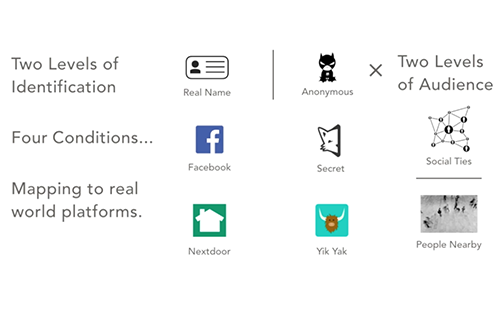 Two Levels of
Identification
Real Name
Anonymous
Two Levels
of Audience
Four Conditions...
Facebook
Secret
Social Ties
Mapping to real
world platforms.
Nextdoor
Yik Yak
People Nearby